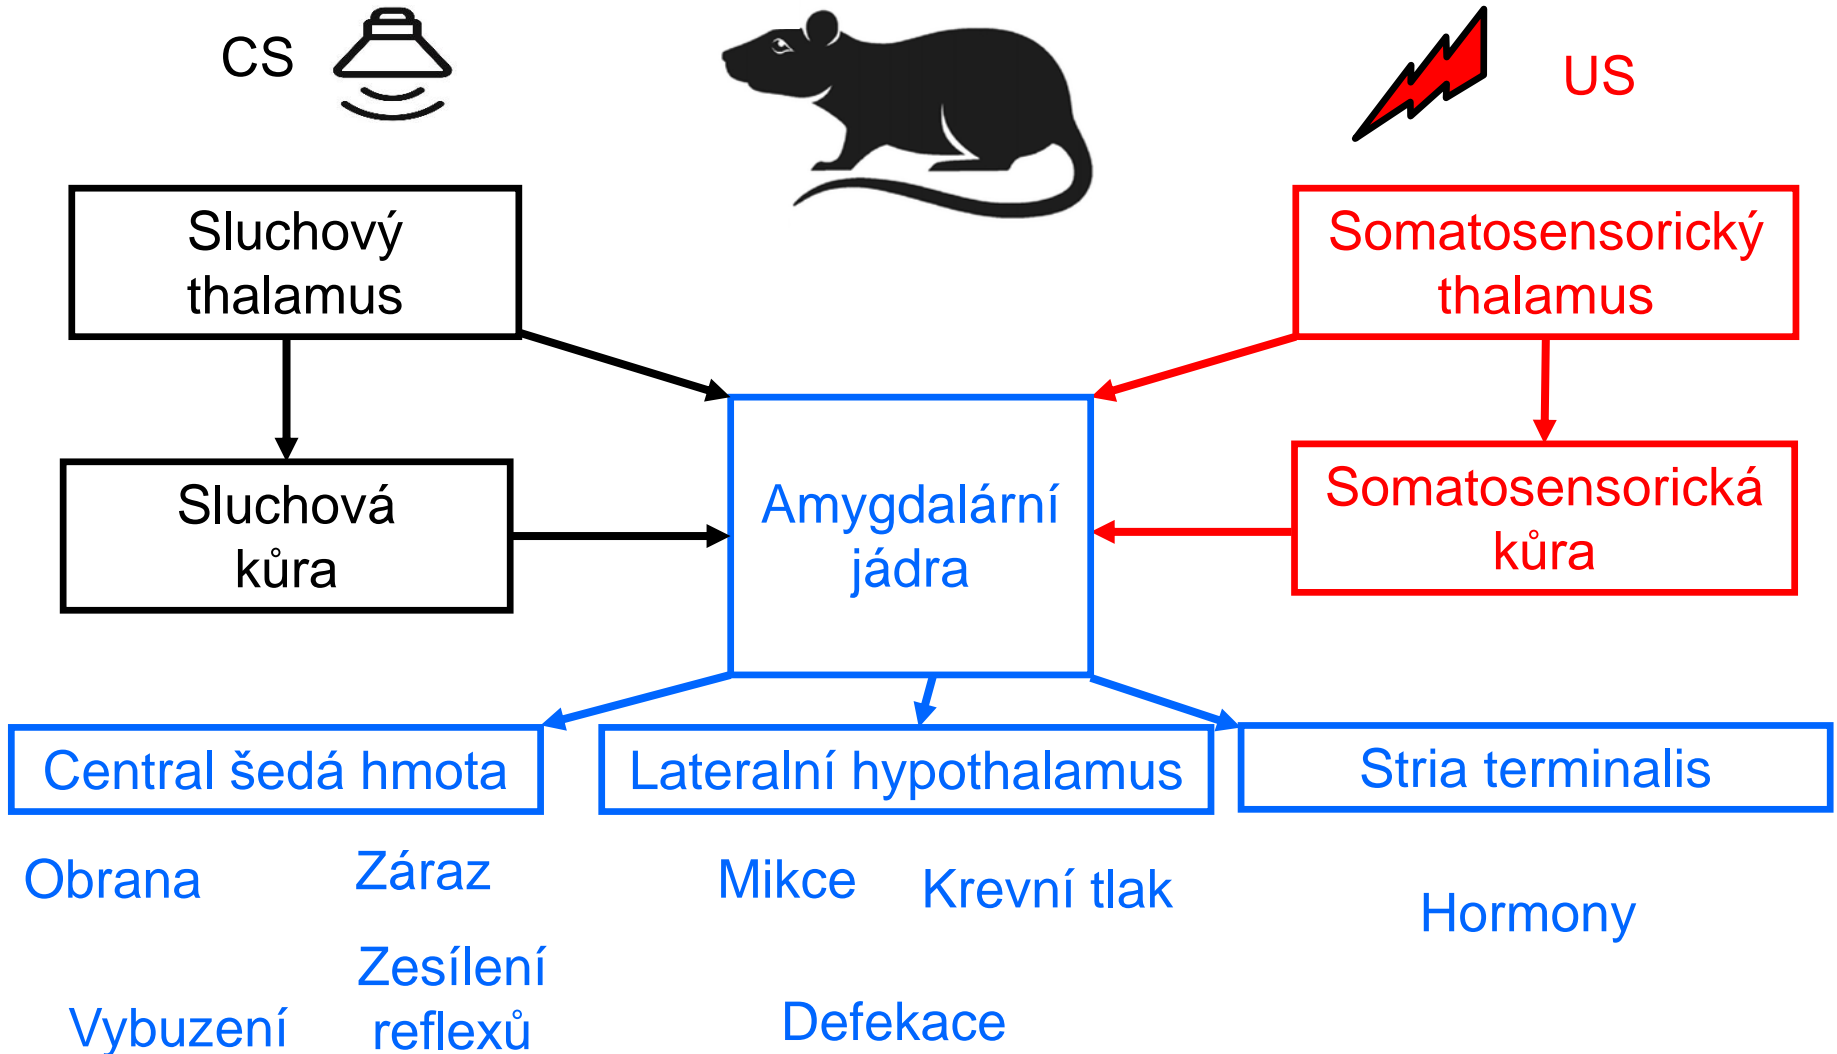 CS
US
Sluchový
thalamus
Somatosensorický
thalamus
Sluchová
kůra
Amygdalární
jádra
Somatosensorická
kůra
Central šedá hmota
Lateralní hypothalamus
Stria terminalis
Obrana
Záraz
Mikce
Krevní tlak
Hormony
Zesílení
reflexů
Vybuzení
Defekace